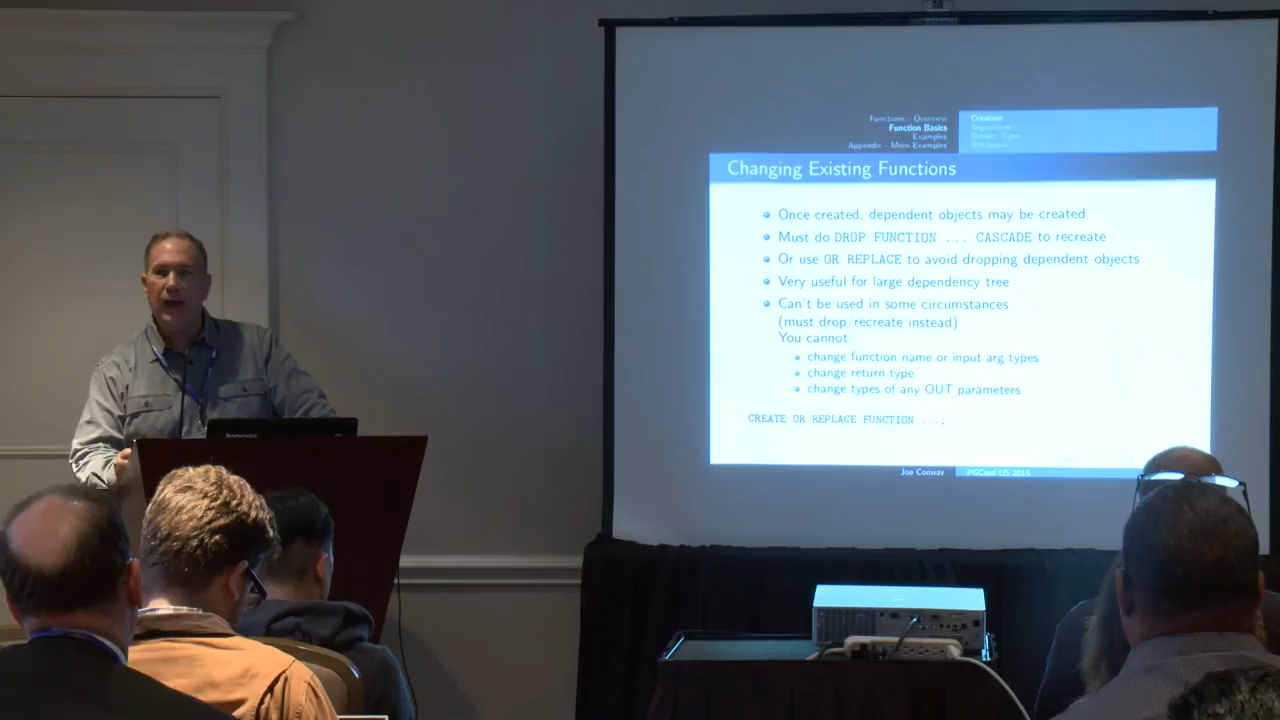 Functions - Overview
Function Basics
Examples
Appendix - More Examples
Creation
Arguments
Return Types
Attributes
Changing Existing Functions
Once created, dependent objects may be created
Must do DROP FUNCTION ... CASCADE to recreate
Or use OR REPLACE to avoid dropping dependent objects
Very useful for large dependency tree
Can't be used in some circumstances
(must drop/recreate instead)
You cannot:
change function name or input arg types
change return type
change types of any OUT parameters
CREATE OR REPLACE FUNCTION ...;
Joe Conway
PGConf US 2015